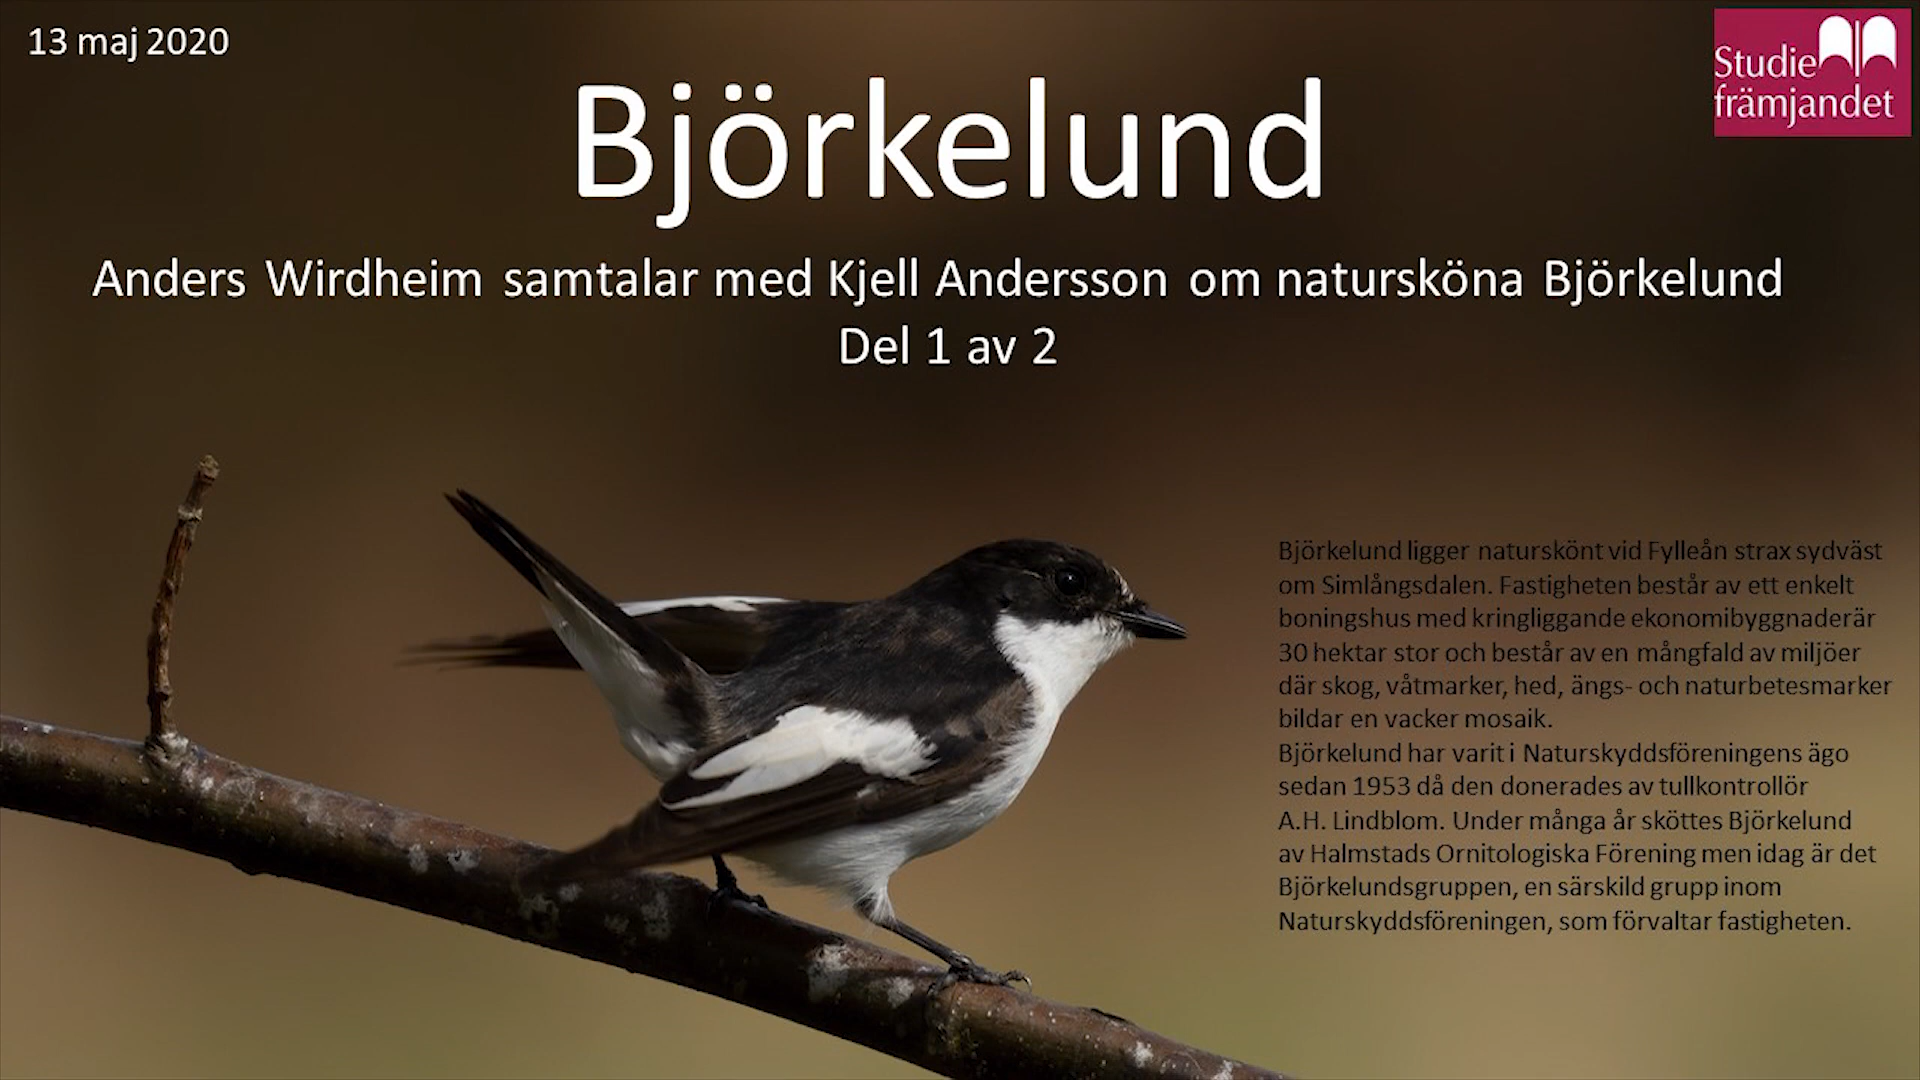 13 maj 2020
Studie
främjandet
Björkelund
Anders Wirdheim samtalar med Kjell Andersson om natursköna Björkelund
Del 1 av 2
Björkelund ligger naturskönt vid Fylleån strax sydväst
om Simlångsdalen. Fastigheten består av ett enkelt
boningshus med kringliggande ekonomibyggnaderär
30 hektar stor och består av en mångfald av miljöer
där skog, våtmarker, hed, ängs- och naturbetesmarker
bildar en vacker mosaik.
Björkelund har varit i Naturskyddsföreningens ägo
sedan 1953 då den donerades av tullkontrollör
A.H. Lindblom. Under många år sköttes Björkelund
av Halmstads Ornitologiska Förening men idag är det
Björkelundsgruppen, en särskild grupp inom
Naturskyddsföreningen, som förvaltar fastigheten.